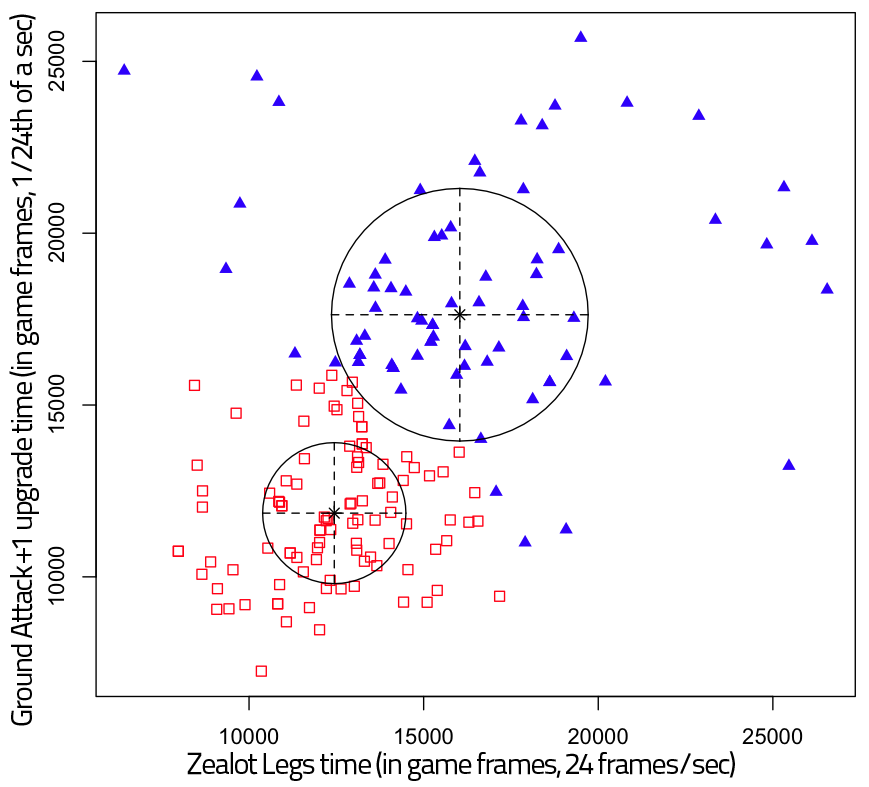 Ground Attack+1 upgrade time (in game frames, 1/24th of a sec)
25000
20000
15000
10000
10000 15000 20000 25000
Zealot Legs time (in game frames, 24 frames/sec)